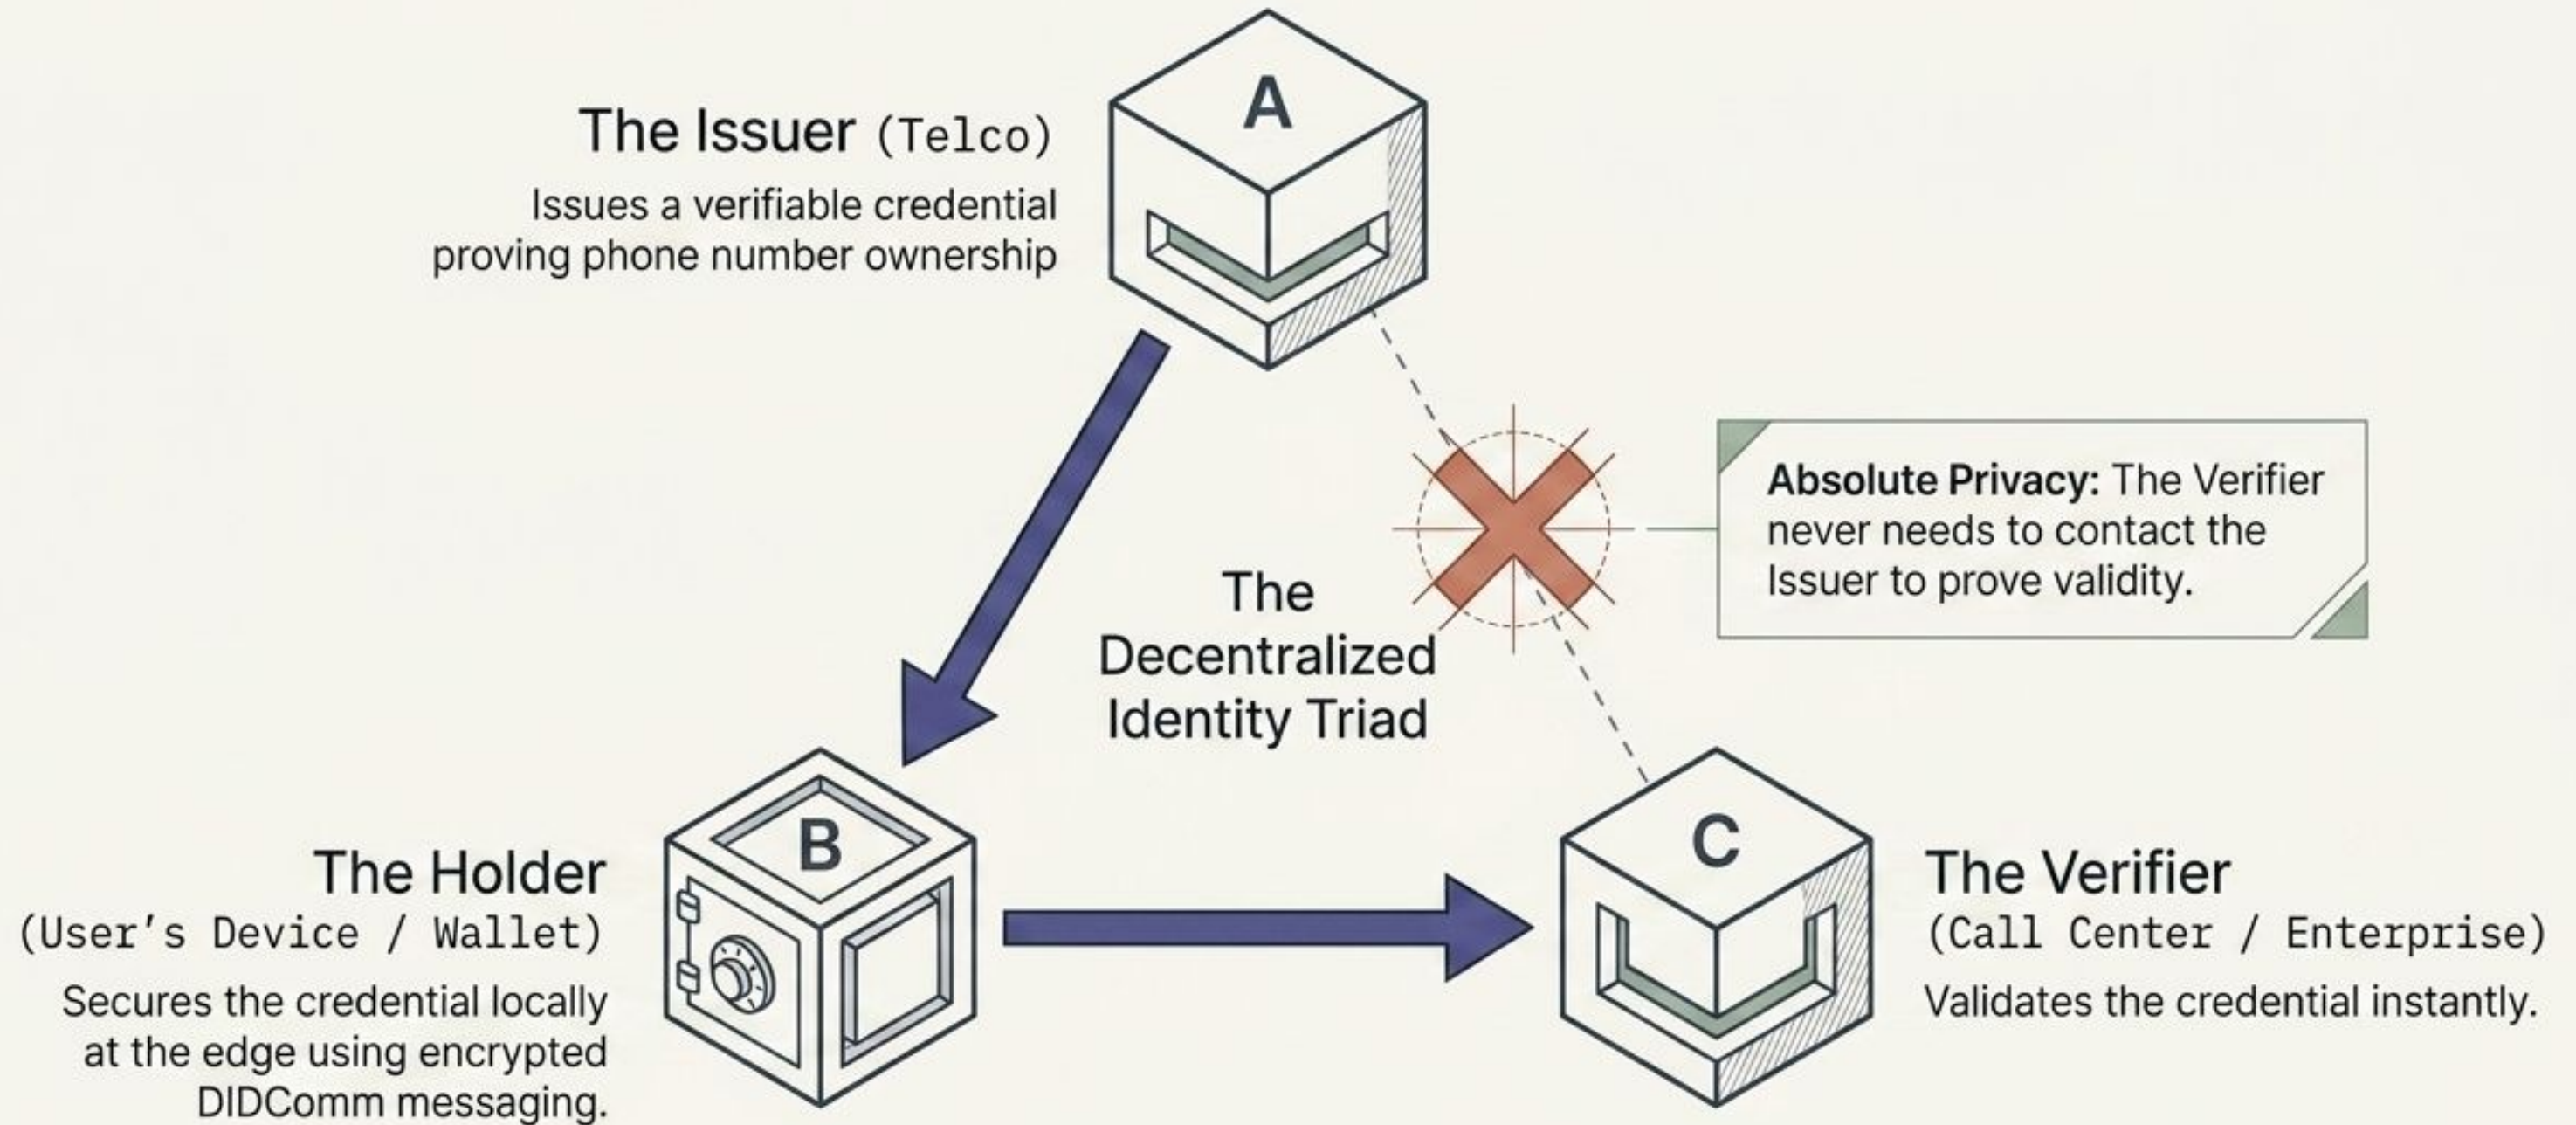 A
The Issuer (Telco)
Issues a verifiable credential
proving phone number ownership
Absolute Privacy: The Verifier
never needs to contact the
Issuer to prove validity.
The
Decentralized
Identity Triad
B
The Holder
(User’s Device / Wallet)
Secures the credential locally
at the edge using encrypted
DIDComm messaging.
C
The Verifier
(Call Center / Enterprise)
Validates the credential instantly.